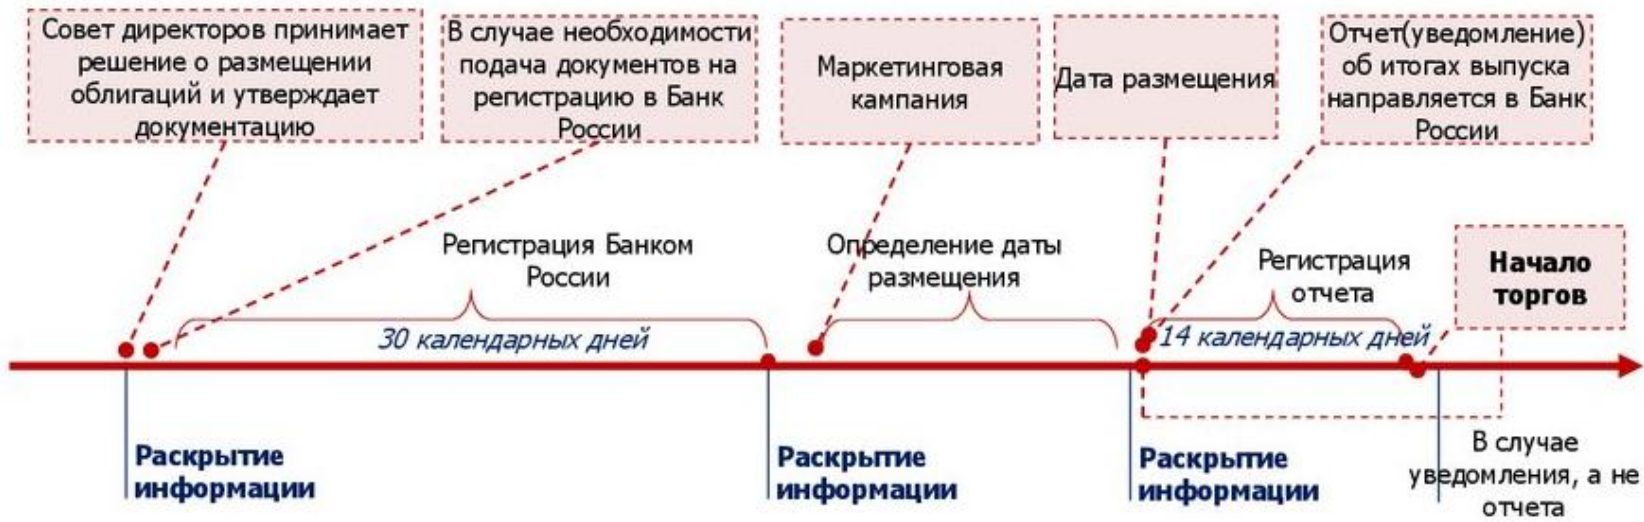 Совет директоров принимает
решение о размещении
облигаций и утверждает
документацию
В случае необходимости
подача документов на
регистрацию в Банк
России
Маркетинговая
кампания
Дата размещения
Отчет(уведомление)
об итогах выпуска
направляется в Банк
России
Регистрация Банком
России
30 календарных дней
Определение даты
размещения
Регистрация
отчета
14 календарных дней
Начало
торгов
Раскрытие
информации
Раскрытие
информации
Раскрытие
информации
В случае
уведомления, а не
отчета